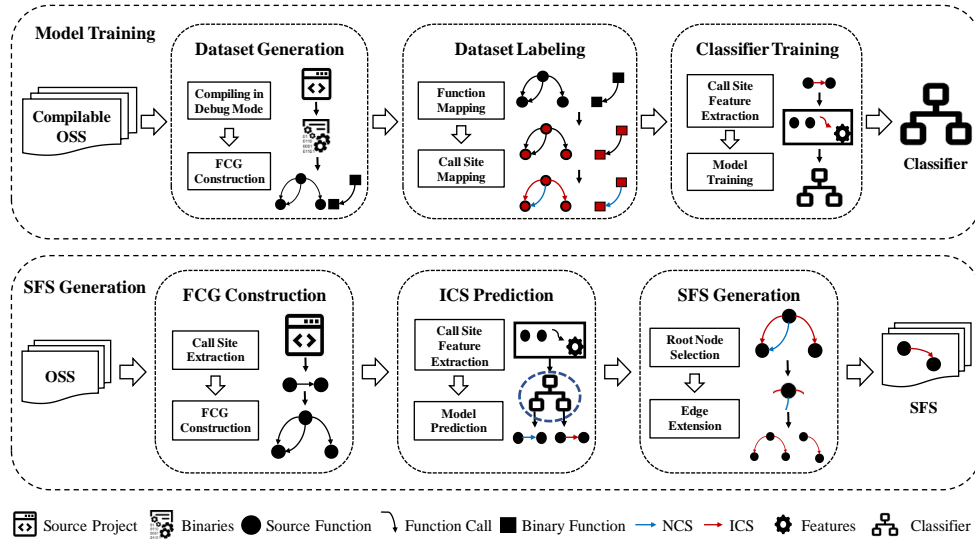 Model Training
Dataset Generation
Dataset Labeling
Classifier Training
Compilable
OSS
Compiling in
Debug Mode
FCG
Construction
Function
Mapping
Call Site
Mapping
Call Site
Feature
Extraction
Model
Training
Classifier
SFS Generation
FCG Construction
ICS Prediction
SFS Generation
OSS
Call Site
Extraction
FCG
Construction
Call Site
Feature
Extraction
Model
Prediction
Root Node
Selection
Edge
Extension
SFS
Source Project
Binaries
Source Function
Function Call
Binary Function
NCS
ICS
Features
Classifier